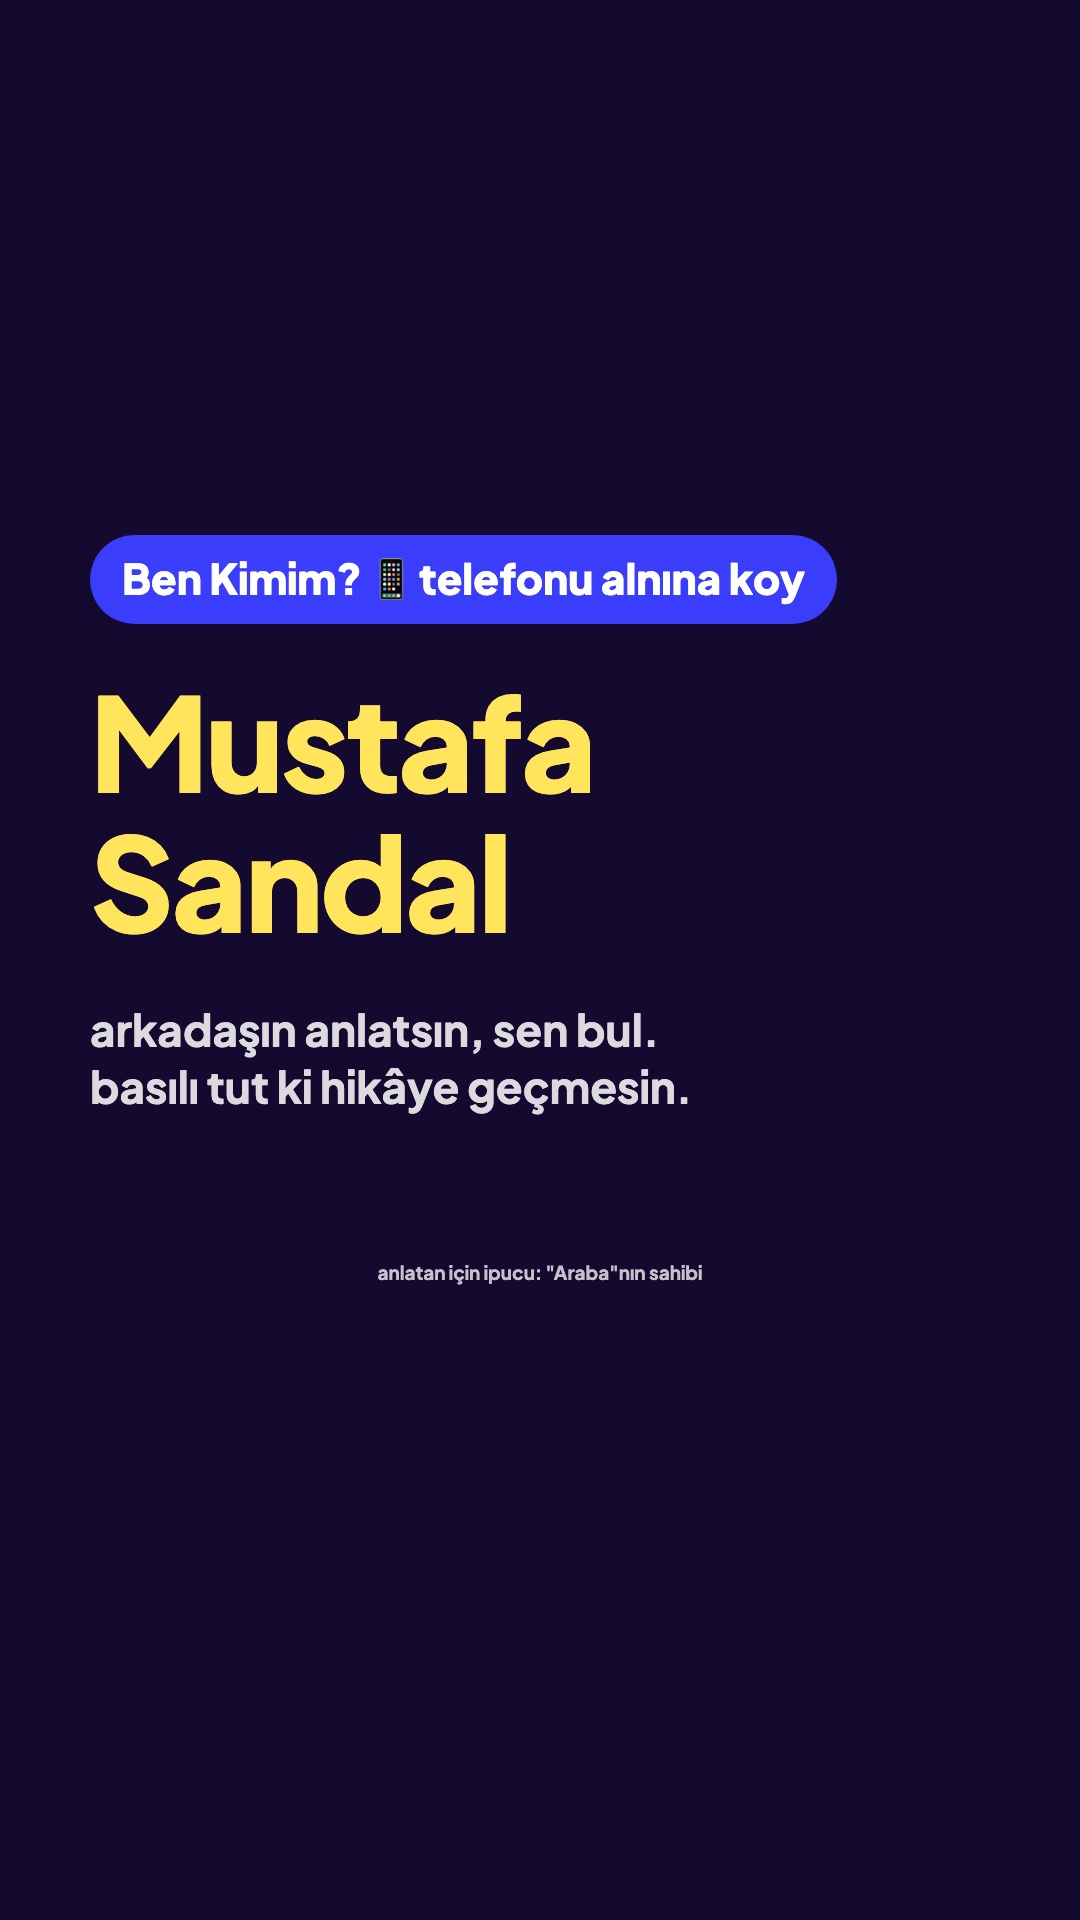 Ben Kimim? 📱 telefonu alnına koy
Mustafa
Sandal
arkadaşın anlatsın, sen bul.
basılı tut ki hikâye geçmesin.
anlatan için ipucu: "Araba"nın sahibi